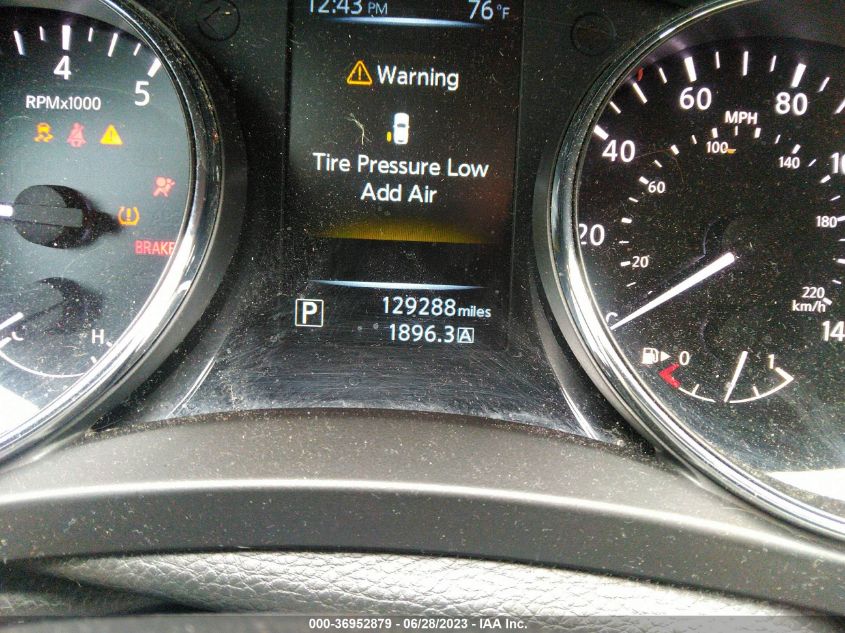 12:43 PM 76°F
Warning
Tire Pressure Low
Add Air
P
129288 miles
1896.3 A
4 5
RPMx1000
BRAKE
H
20 40 60 80
MPH
20 60 100 140 180 220
km/h
14
0 1
000-36952879 / 06/28/2023 - IAA Inc.